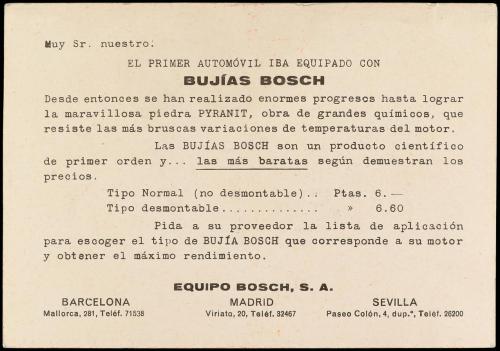 Muy Sr. nuestro:
EL PRIMER AUTOMÓVIL IBA EQUIPADO CON
BUJÍAS BOSCH
Desde entonces se han realizado enormes progresos hasta lograr
la maravillosa piedra PYRANIT, obra de grandes químicos, que
resiste las más bruscas variaciones de temperaturas del motor.
Las BUJÍAS BOSCH son un producto científico
de primer orden y... las más baratas según demuestran los
precios.
Tipo Normal (no desmontable).. Ptas. 6.—
Tipo desmontable.............. » 6.60
Pida a su proveedor la lista de aplicación
para escoger el tipo de BUJÍA BOSCH que corresponde a su motor
y obtener el máximo rendimiento.
EQUIPO BOSCH, S. A.
BARCELONA MADRID SEVILLA
Mallorca, 281, Teléf. 71538 Viriato, 20, Teléf. 32467 Paseo Colón, 4, dup.°, Teléf. 26200